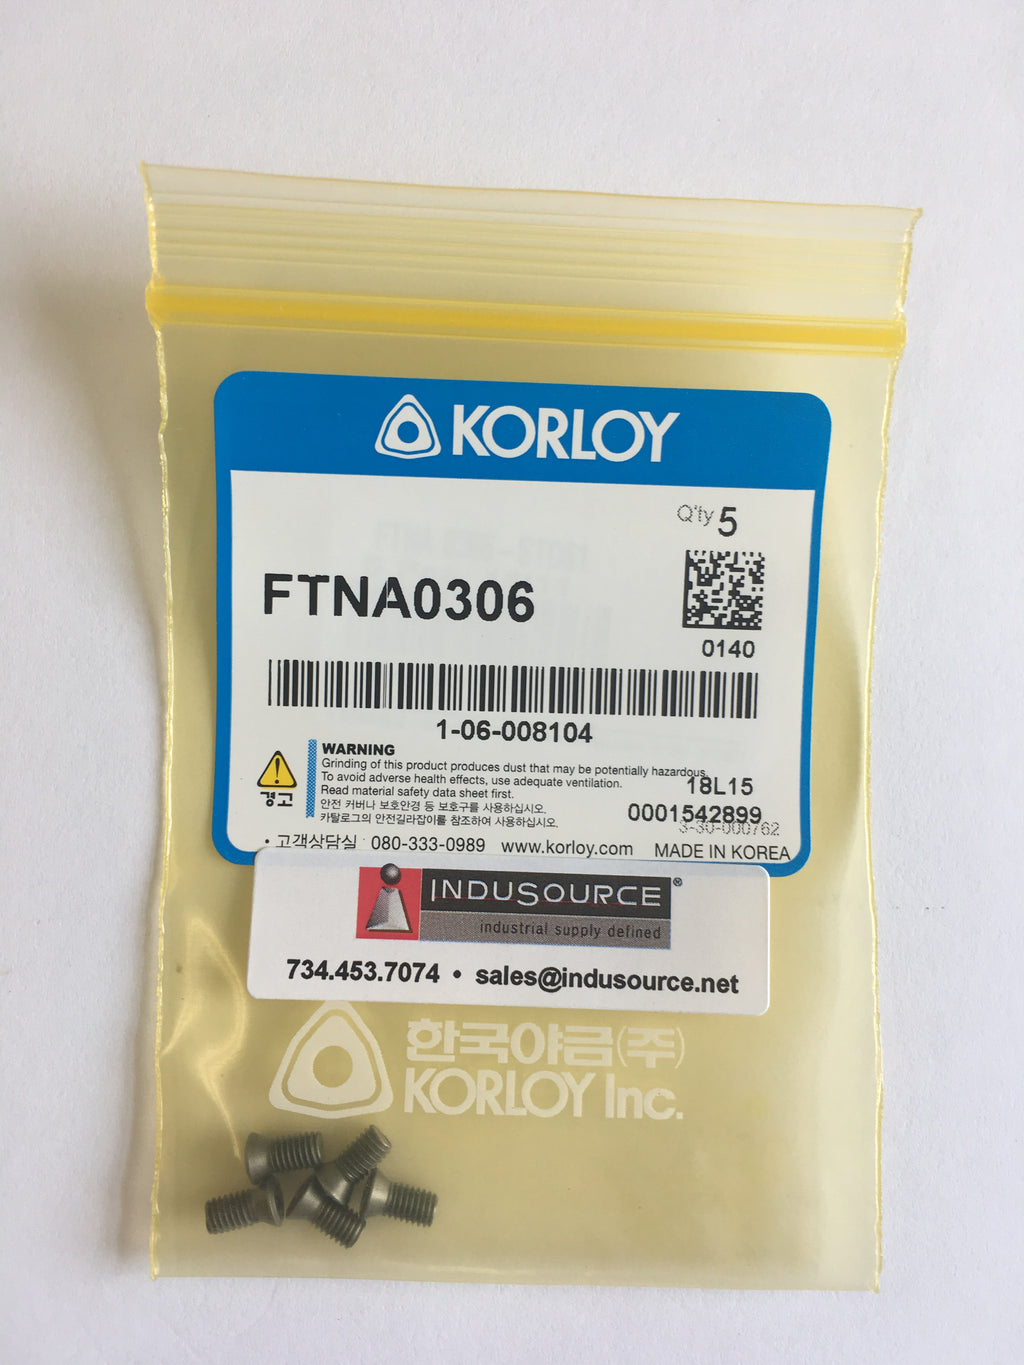 KORLOY
Q'ty 5
FTNA0306
0140
1-06-008104
WARNING
Grinding of this product produces dust that may be potentially hazardous.
To avoid adverse health effects, use adequate ventilation.
Read material safety data sheet first.
안전 커버나 보호안경 등 보호구를 사용하십시오.
카탈로그의 안전길라잡이를 참조하여 사용하십시오.
경고
18L15
0001542899
3-30-000762
• 고객상담실 : 080-333-0989 www.korloy.com MADE IN KOREA
INDUSOURCE®
industrial supply defined
734.453.7074 • sales@indusource.net
한국야금(주)
KORLOY Inc.